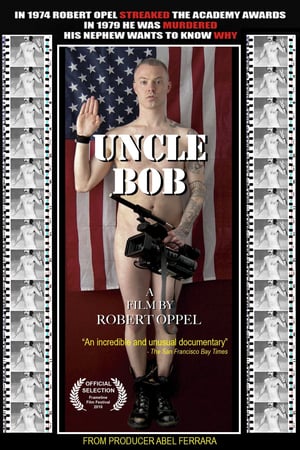 IN 1974 ROBERT OPEL STREAKED THE ACADEMY AWARDS
IN 1979 HE WAS MURDERED
HIS NEPHEW WANTS TO KNOW WHY
UNCLE
BOB
A
FILM BY
ROBERT OPPEL
"An incredible and unusual documentary"
- The San Francisco Bay Times
OFFICIAL
SELECTION
Frameline
Film Festival
2010
FROM PRODUCER ABEL FERRARA